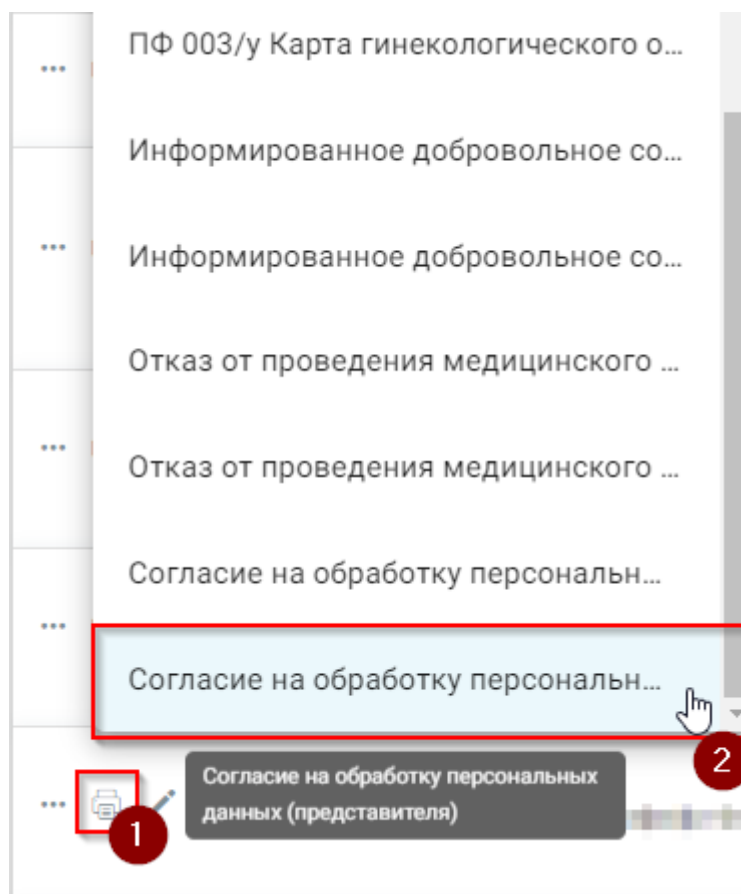 ПФ 003/у Карта гинекологического о...
Информированное добровольное со...
Информированное добровольное со...
Отказ от проведения медицинского ...
Отказ от проведения медицинского ...
Согласие на обработку персональн...
Согласие на обработку персональн...
2
Согласие на обработку персональных
данных (представителя)
1